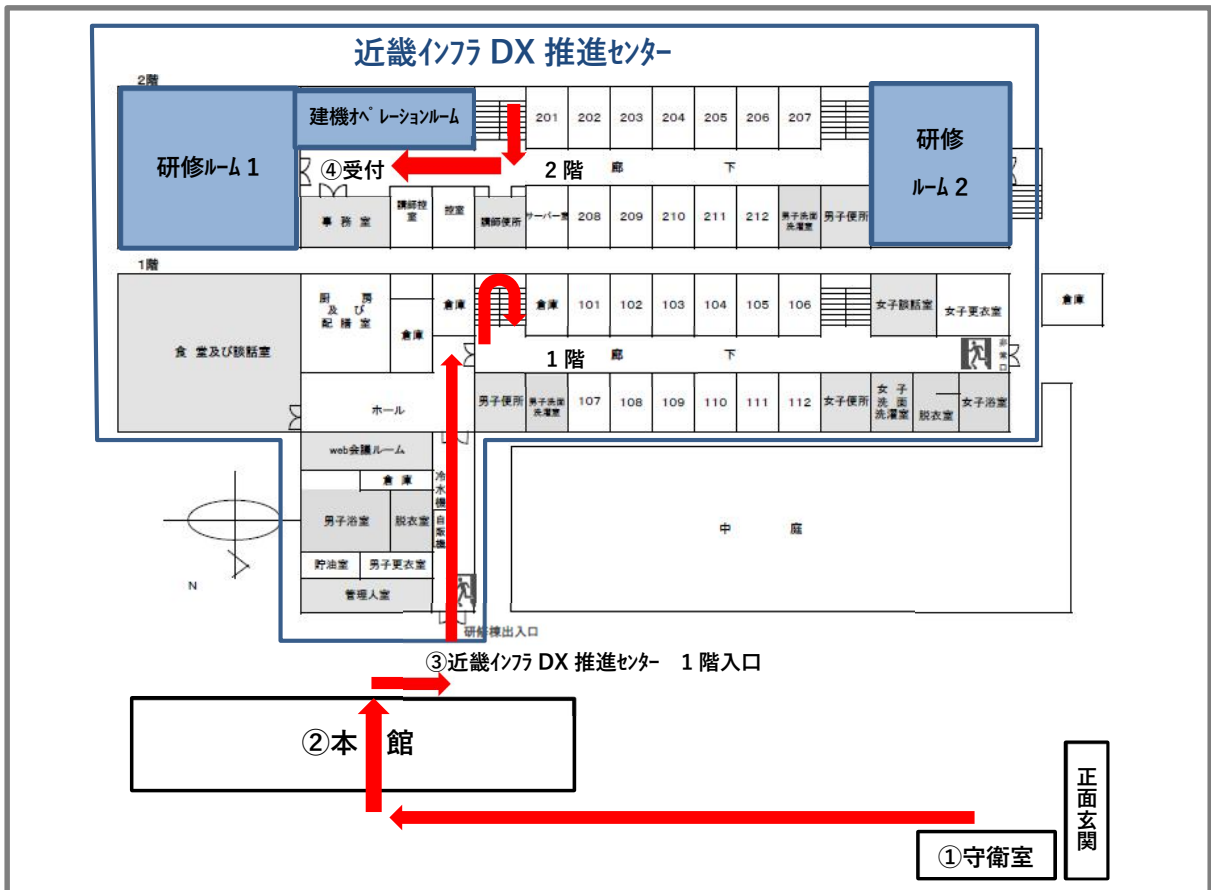 近畿インフラ DX 推進センター
2階
建機オペレーションルーム
201 202 203 204 205 206 207
研修ルーム 1
研修
ルーム 2
④受付
2 階 廊 下
事 務 室
講師控
室
控室
講師便所
サーバー室
208 209 210 211 212
男子洗面
洗濯室
男子便所
1階
厨 房
及 び
配 膳 室
倉庫
倉庫
倉庫
101 102 103 104 105 106
女子談話室
女子更衣室
倉庫
食 堂及び談話室
1 階 廊 下
非常口
ホール
男子便所
男子洗面
洗濯室
107 108 109 110 111 112
女子便所
女 子
洗 面
洗濯室
脱衣室
女子浴室
web会議ルーム
倉 庫
冷水機
男子浴室
脱衣室
自販機
中 庭
貯油室
男子更衣室
N
管理人室
研修棟出入口
③近畿インフラ DX 推進センター 1 階入口
②本 館
正面玄関
①守衛室